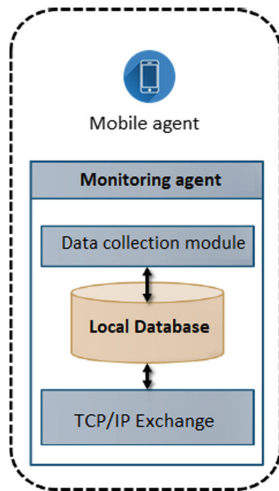 Mobile agent
Monitoring agent
Data collection module
Local Database
TCP/IP Exchange